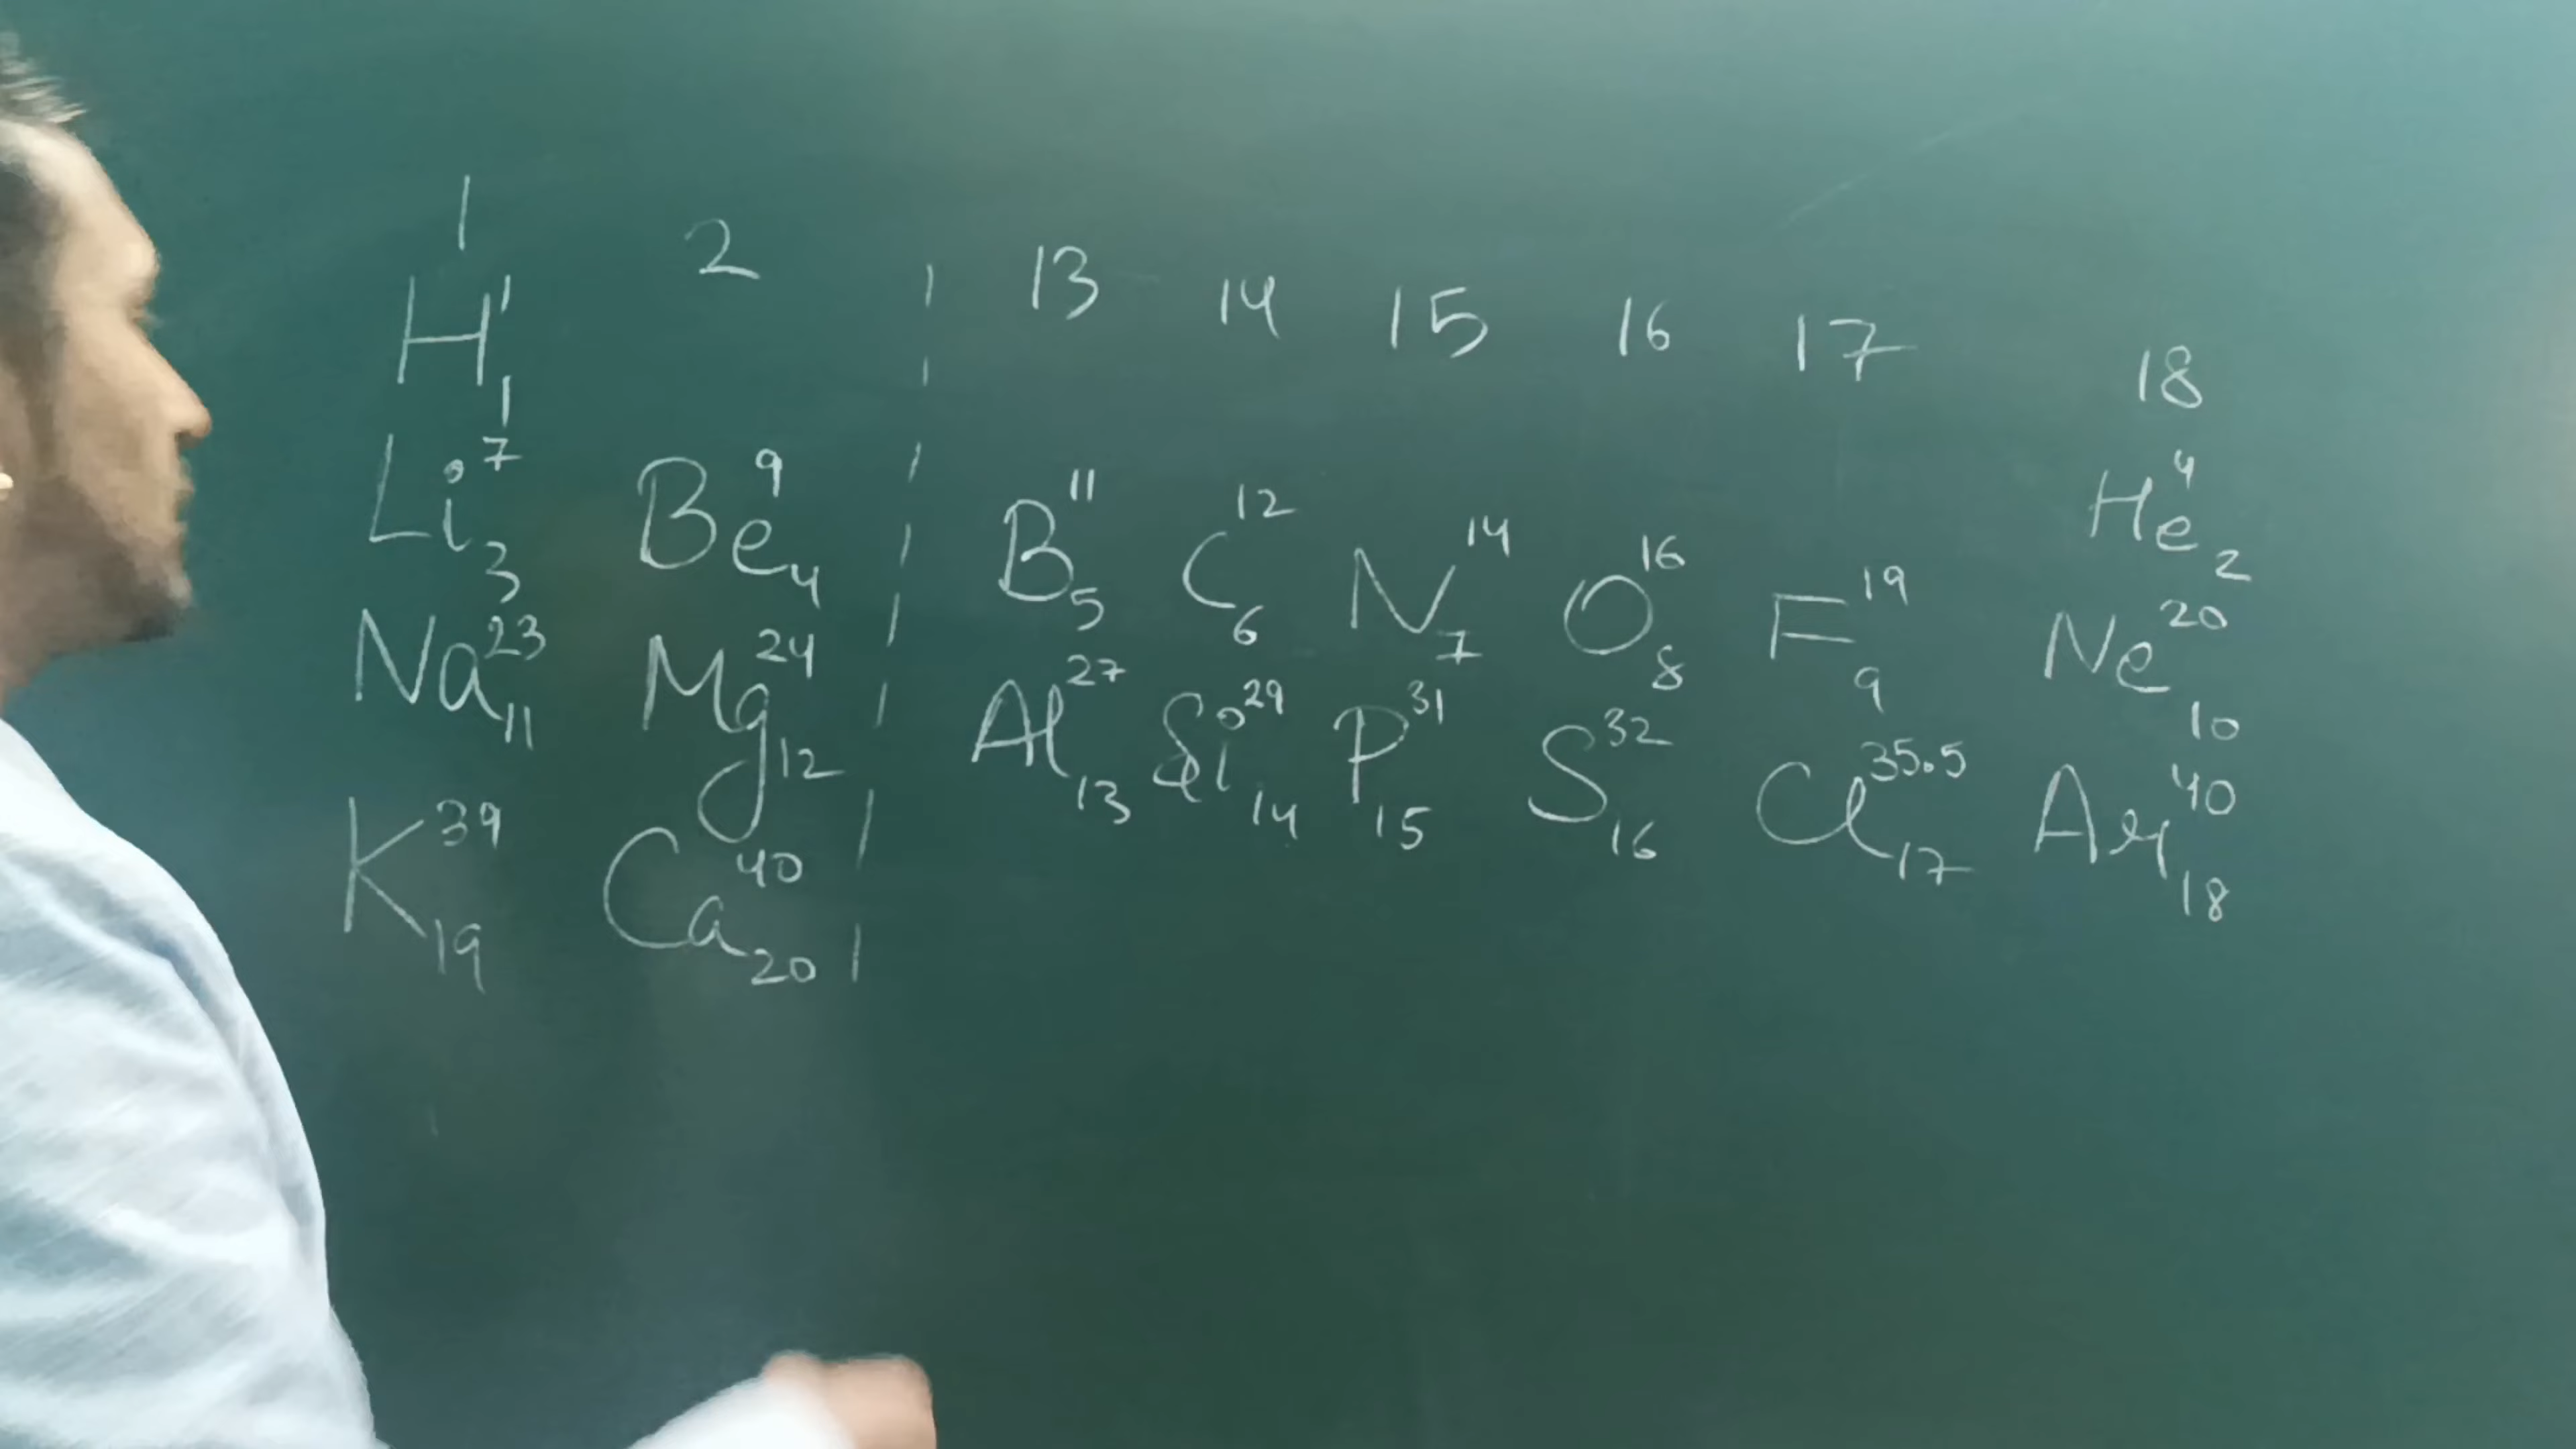 1 2 13 14 15 16 17 18
H 1 1
Li 7 3 Be 9 4 B 11 5 C 12 6 N 14 7 O 16 8 F 19 9 He 4 2
Na 23 11 Mg 24 12 Al 27 13 Si 29 14 P 31 15 S 32 16 Cl 35.5 17 Ne 20 10
K 39 19 Ca 40 20 Ar 40 18